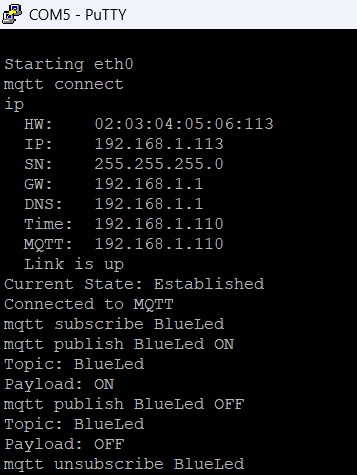 COM5 - PuTTY
Starting eth0
mqtt connect
ip
HW: 02:03:04:05:06:113
IP: 192.168.1.113
SN: 255.255.255.0
GW: 192.168.1.1
DNS: 192.168.1.1
Time: 192.168.1.110
MQTT: 192.168.1.110
Link is up
Current State: Established
Connected to MQTT
mqtt subscribe BlueLed
mqtt publish BlueLed ON
Topic: BlueLed
Payload: ON
mqtt publish BlueLed OFF
Topic: BlueLed
Payload: OFF
mqtt unsubscribe BlueLed